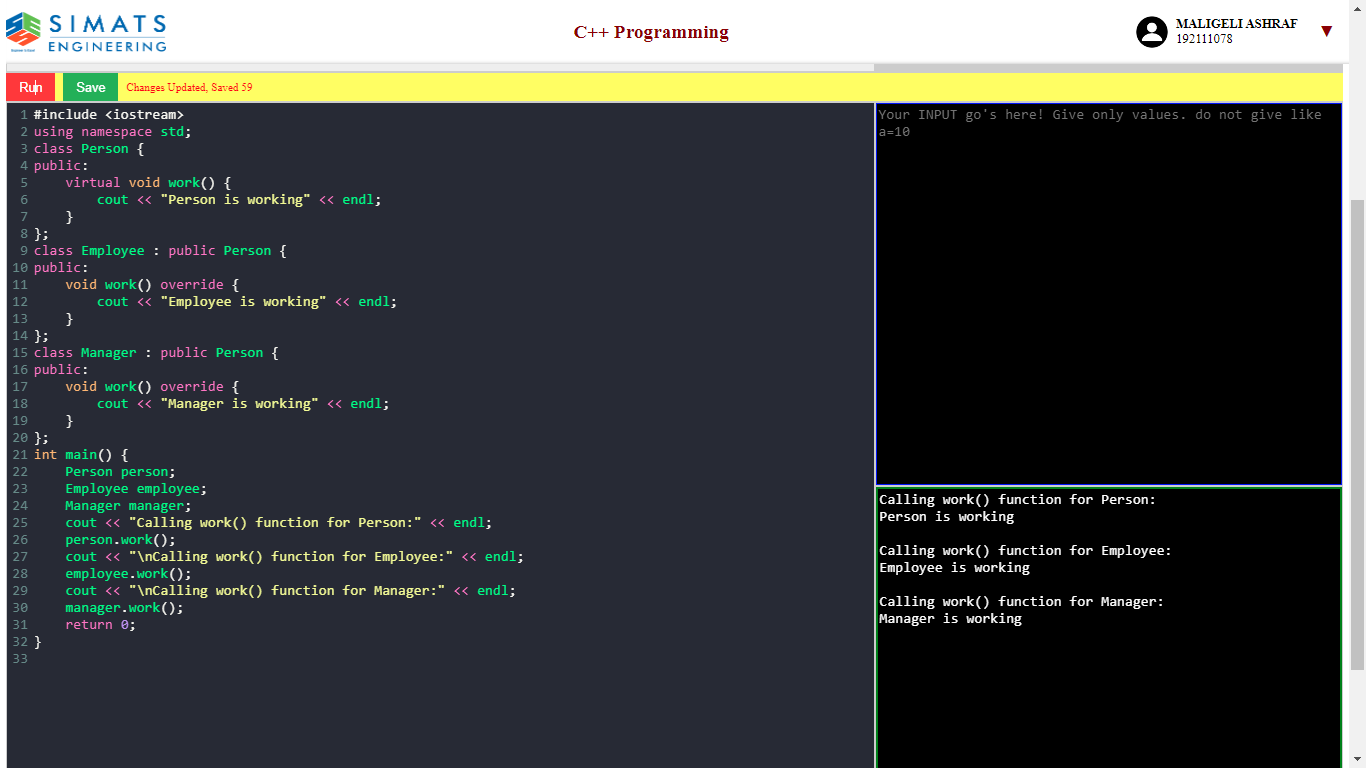 SIMATS
ENGINEERING
C++ Programming
MALIGELI ASHRAF
192111078
▼
Run
Save
Changes Updated, Saved 59
1 #include <iostream>
2 using namespace std;
3 class Person {
4 public:
5     virtual void work() {
6         cout << "Person is working" << endl;
7     }
8 };
9 class Employee : public Person {
10 public:
11     void work() override {
12         cout << "Employee is working" << endl;
13     }
14 };
15 class Manager : public Person {
16 public:
17     void work() override {
18         cout << "Manager is working" << endl;
19     }
20 };
21 int main() {
22     Person person;
23     Employee employee;
24     Manager manager;
25     cout << "Calling work() function for Person:" << endl;
26     person.work();
27     cout << "\nCalling work() function for Employee:" << endl;
28     employee.work();
29     cout << "\nCalling work() function for Manager:" << endl;
30     manager.work();
31     return 0;
32 }
33
Your INPUT go's here! Give only values. do not give like
a=10
Calling work() function for Person:
Person is working
Calling work() function for Employee:
Employee is working
Calling work() function for Manager:
Manager is working